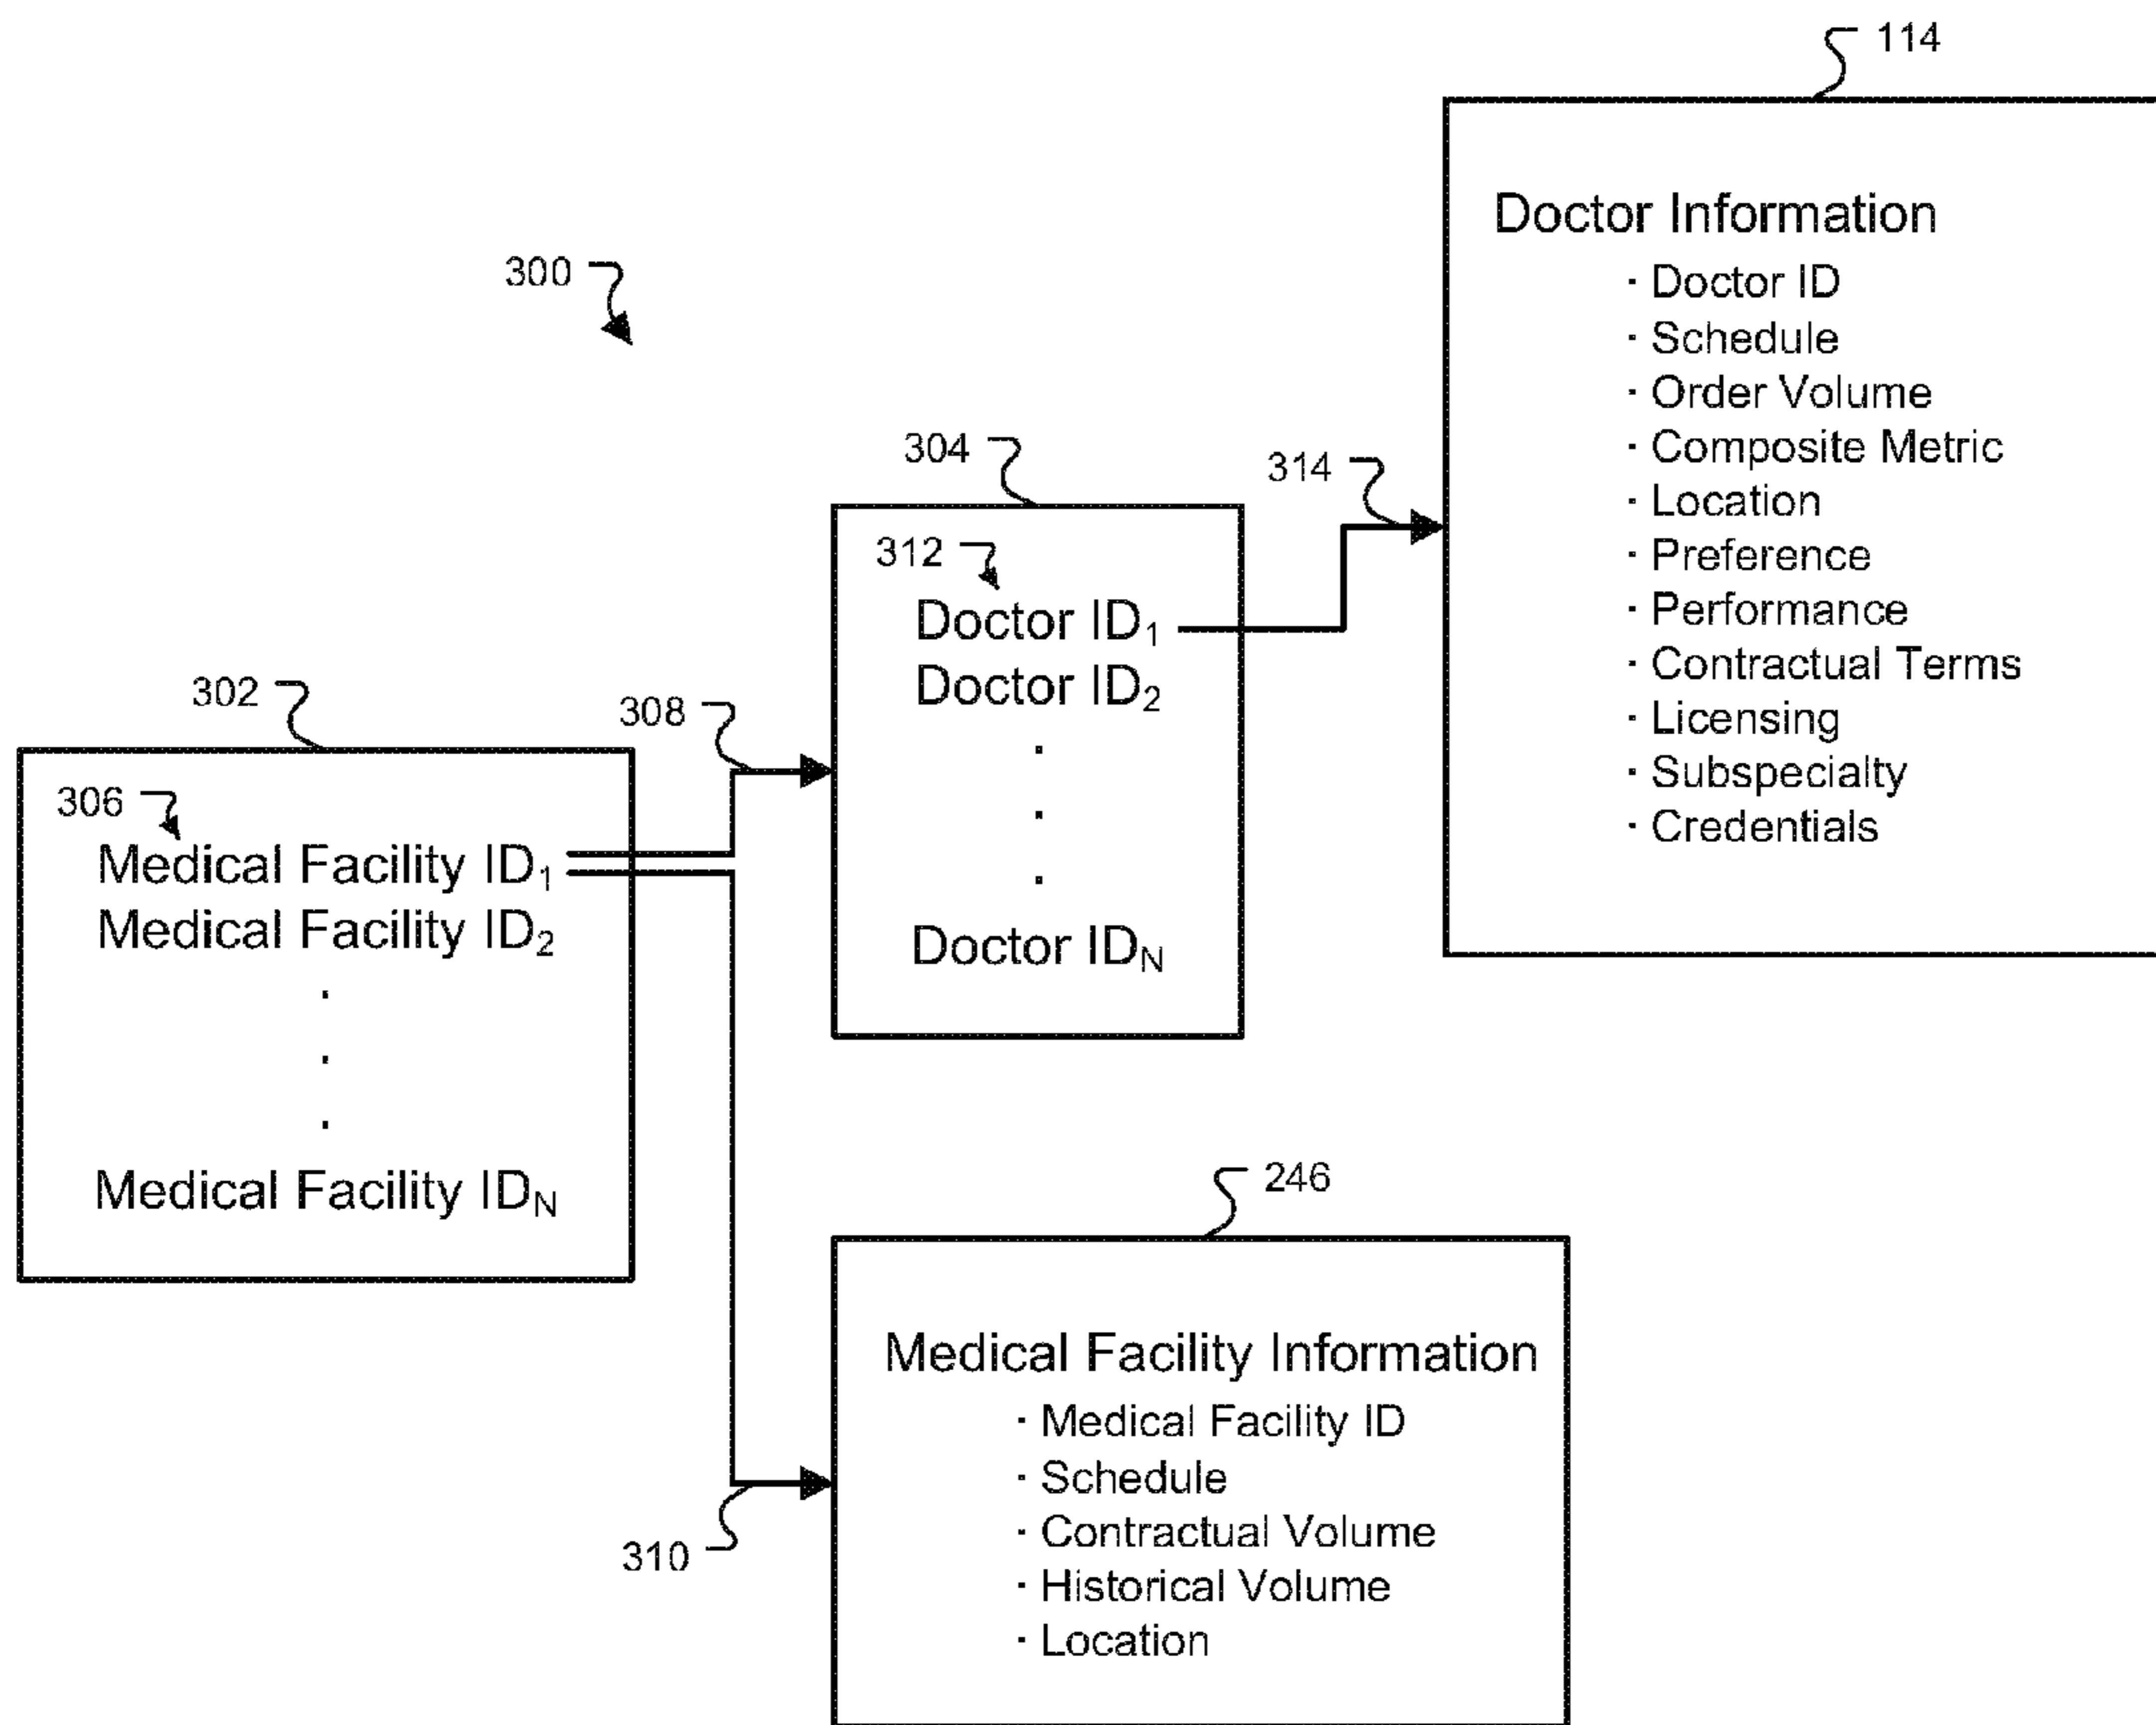 114
Doctor Information
· Doctor ID
· Schedule
· Order Volume
· Composite Metric
· Location
· Preference
· Performance
· Contractual Terms
· Licensing
· Subspecialty
· Credentials
300
304
314
312
Doctor ID1
Doctor ID2
.
.
.
Doctor IDN
302
308
306
Medical Facility ID1
Medical Facility ID2
.
.
.
Medical Facility IDN
246
Medical Facility Information
· Medical Facility ID
· Schedule
· Contractual Volume
· Historical Volume
· Location
310